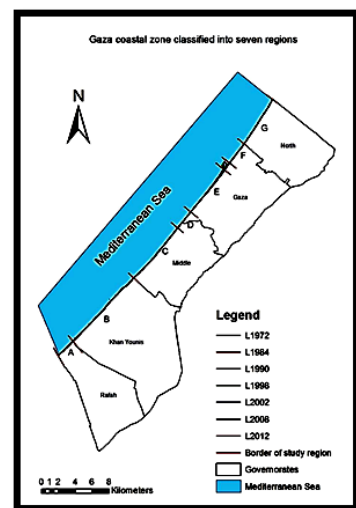 Gaza coastal zone classified into seven regions
N
Mediterranean Sea
G
Noth
F
E
Gaza
D
C
Middle
B
Khan Younis
A
Rafah
Legend
L1972
L1984
L1990
L1998
L2002
L2008
L2012
Border of study region
Governorates
Mediterranean Sea
0 1 2 4 6 8
Kilometers